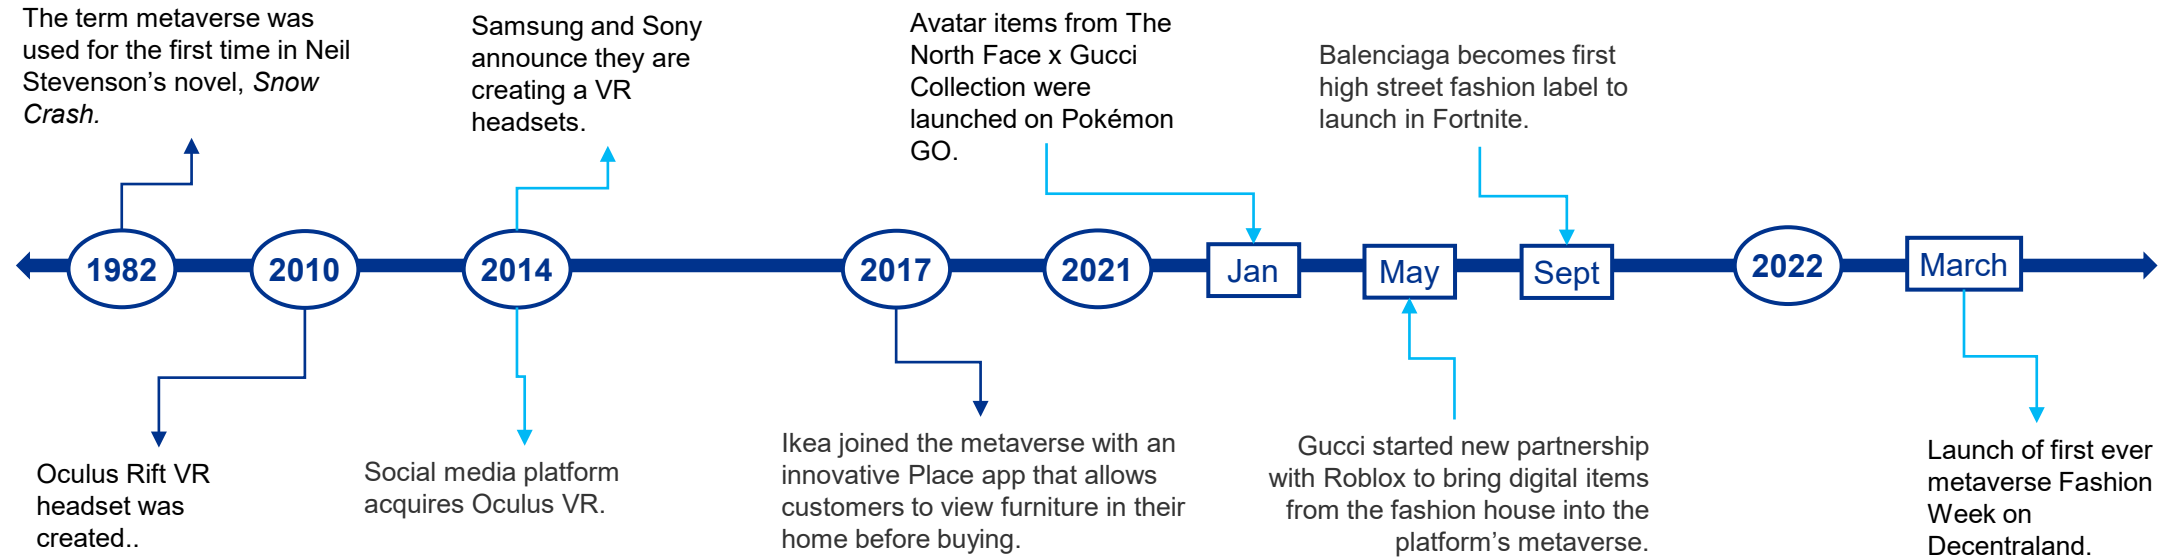 The term metaverse was
used for the first time in Neil
Stevenson’s novel, Snow
Crash.
Samsung and Sony
announce they are
creating a VR
headsets.
Avatar items from The
North Face x Gucci
Collection were
launched on Pokémon
GO.
Balenciaga becomes first
high street fashion label to
launch in Fortnite.
1982
2010
2014
2017
2021
Jan
May
Sept
2022
March
Oculus Rift VR
headset was
created..
Social media platform
acquires Oculus VR.
Ikea joined the metaverse with an
innovative Place app that allows
customers to view furniture in their
home before buying.
Gucci started new partnership
with Roblox to bring digital items
from the fashion house into the
platform’s metaverse.
Launch of first ever
metaverse Fashion
Week on
Decentraland.